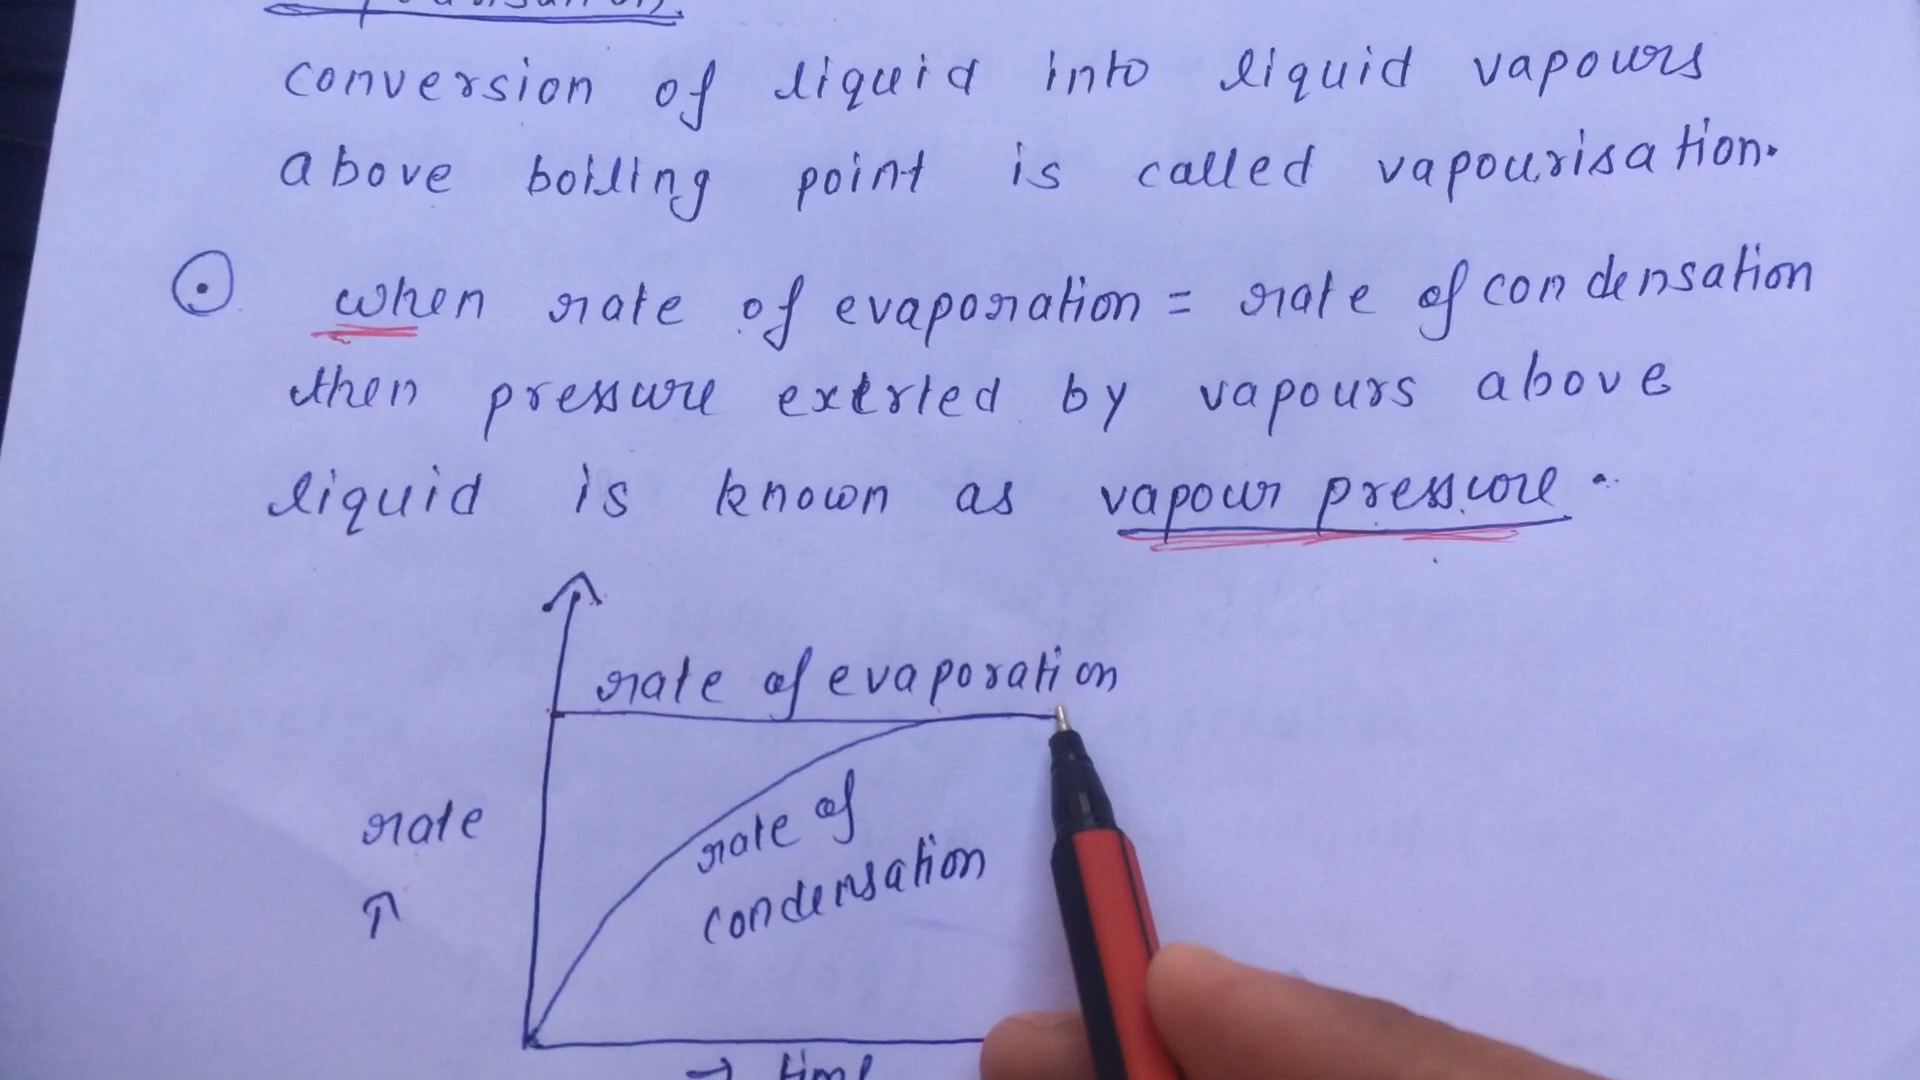 conversion of liquid into liquid vapours
above boiling point is called vapourisation.
when rate of evaporation = rate of condensation
then pressure exerted by vapours above
liquid is known as vapour pressure.
rate of evaporation
rate of
condensation
rate
→ time